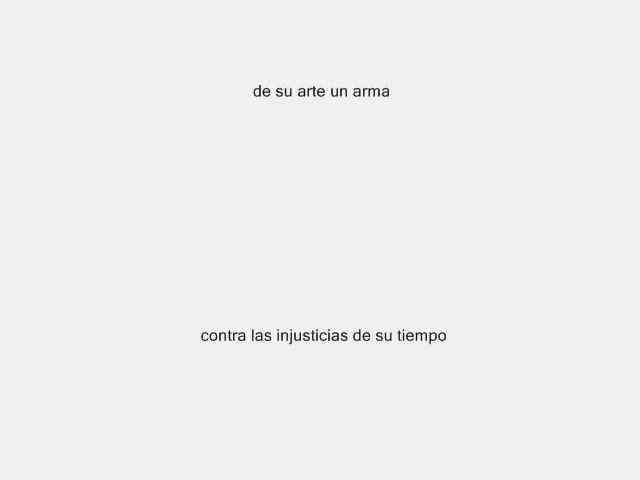 de su arte un arma
contra las injusticias de su tiempo